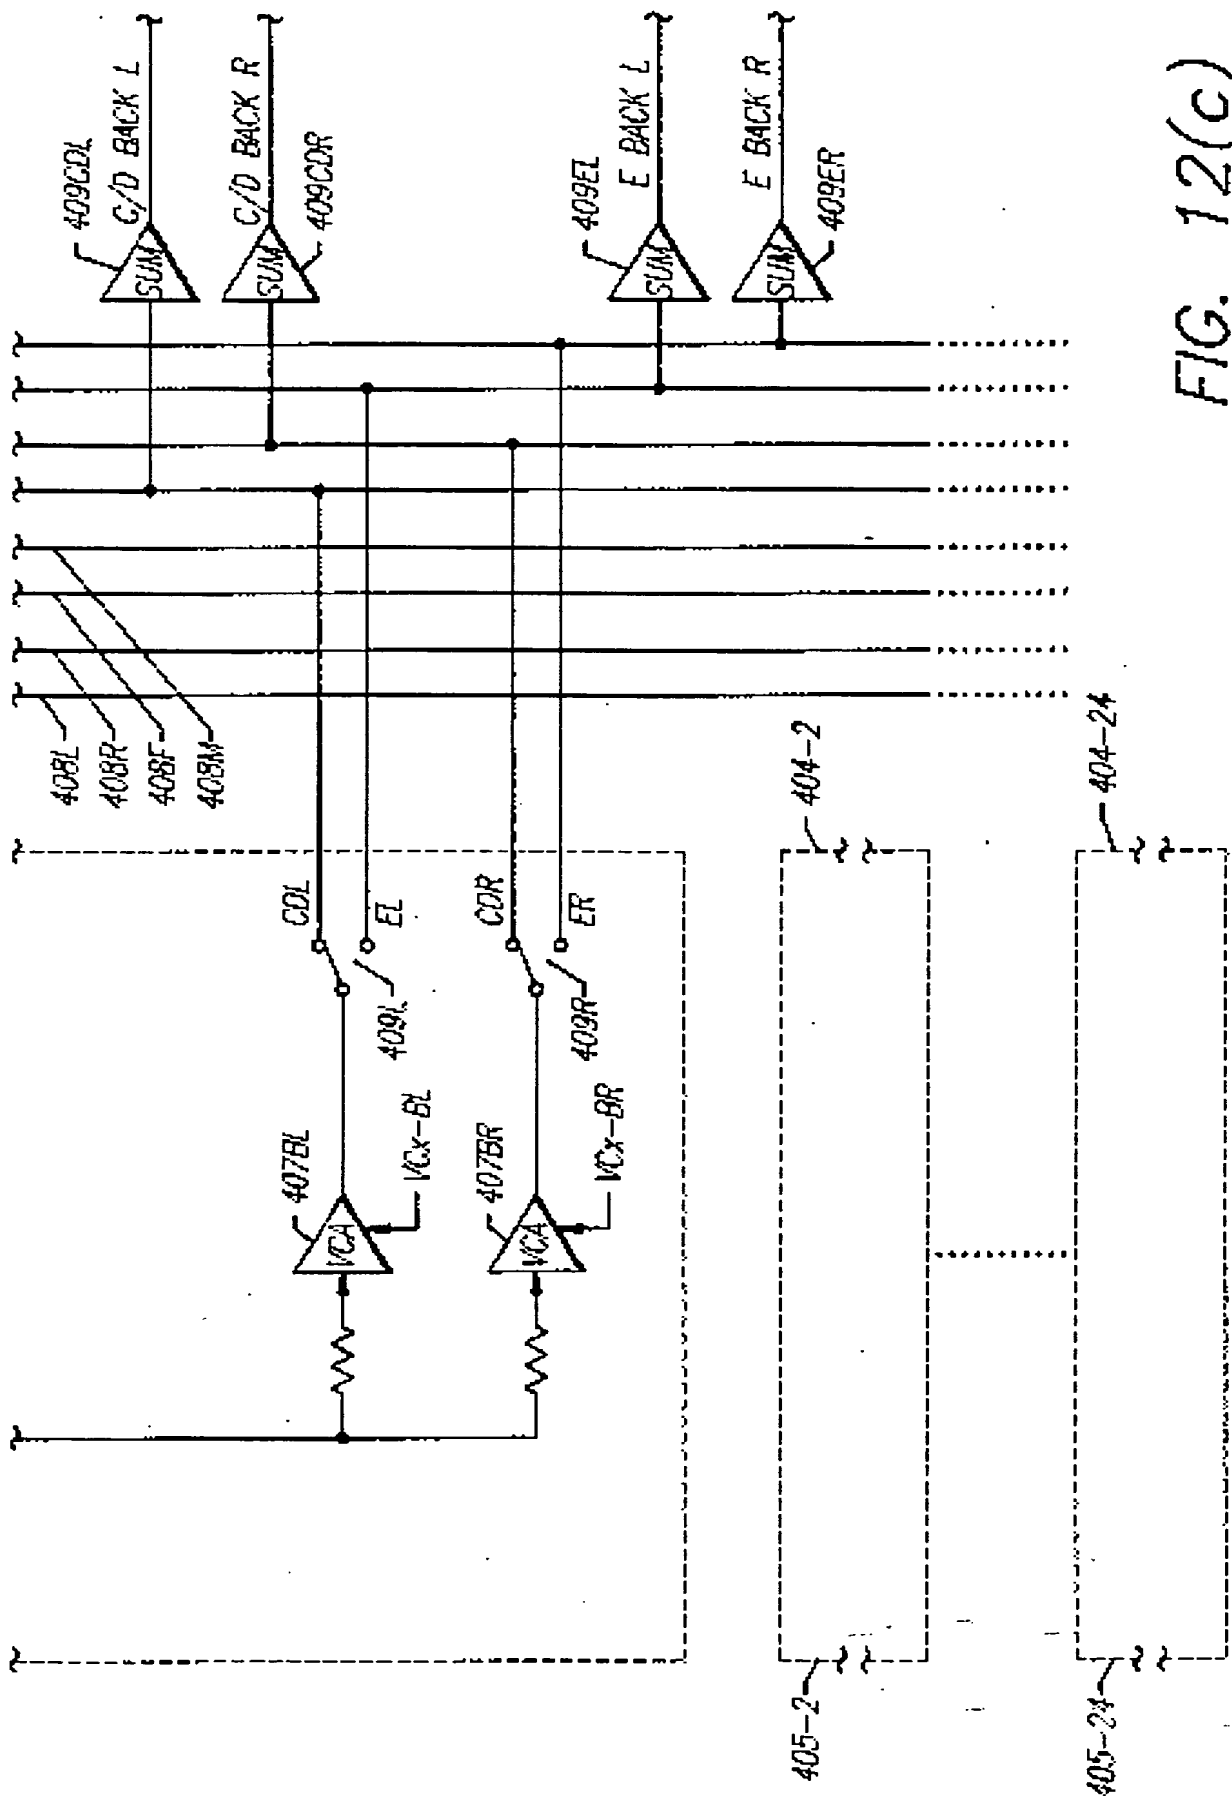 409CDL
C/D BACK L
C/D BACK R
409CDR
409EL
E BACK L
E BACK R
409ER
SUM
SUM
SUM
SUM
408L
408R
408F
408M
CDL
EL
409L
CDR
ER
409R
404-2
404-24
407BL
VCA
VCx-BL
407BR
VCA
VCx-BR
405-2
405-24
FIG. 12(c)